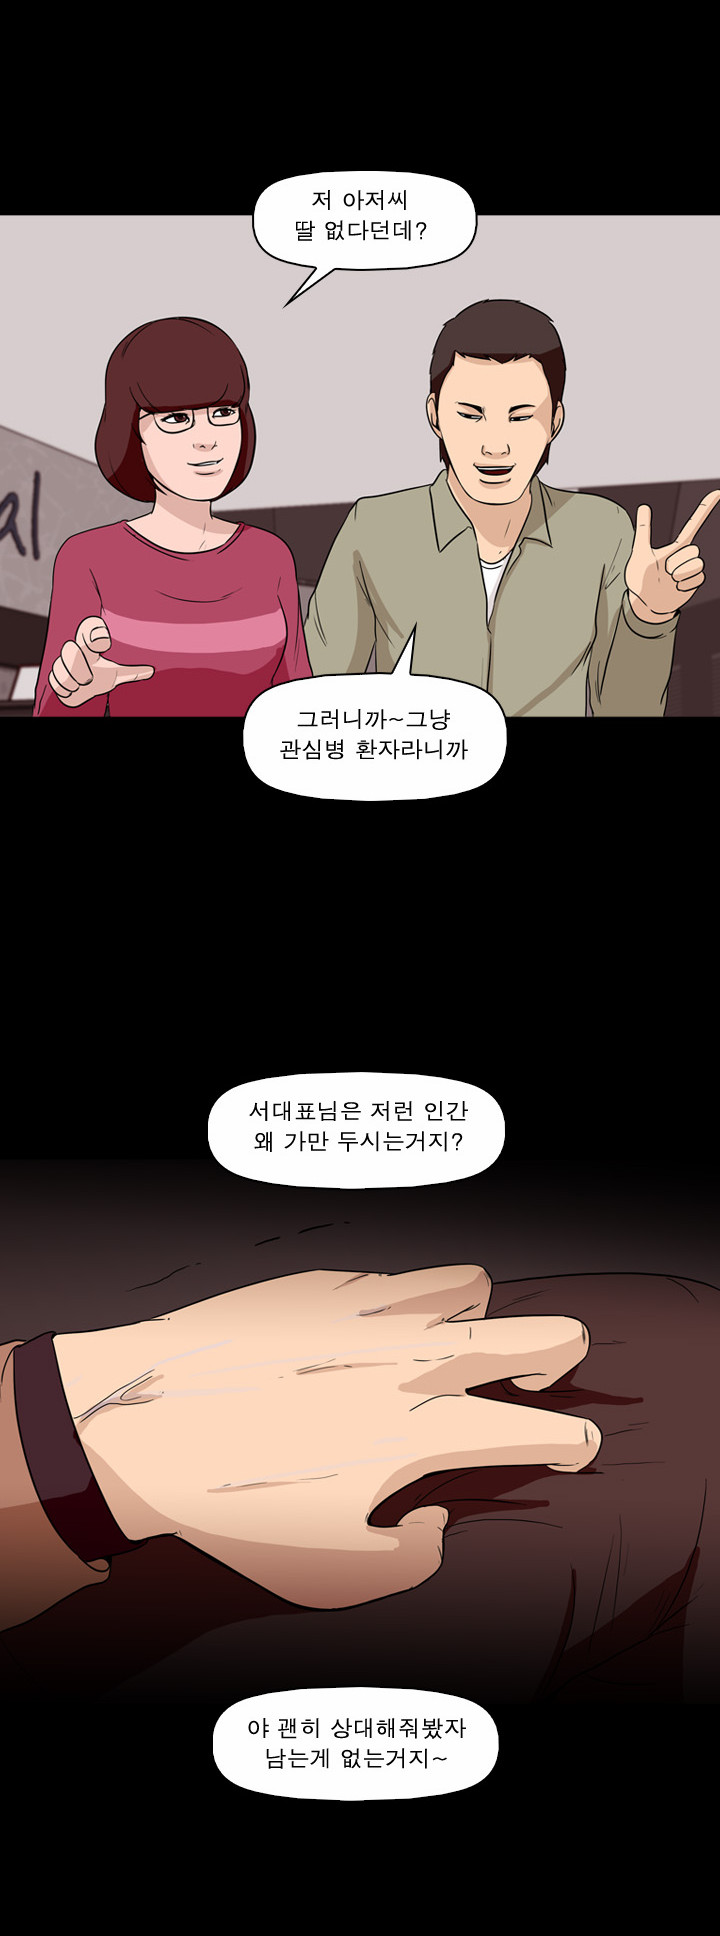 저 아저씨
딸 없다던데?
al
그러니까~그냥
관심병 환자라니까
서대표님은 저런 인간
왜 가만 두시는거지?
야 괜히 상대해줘봤자
남는게 없는거지~